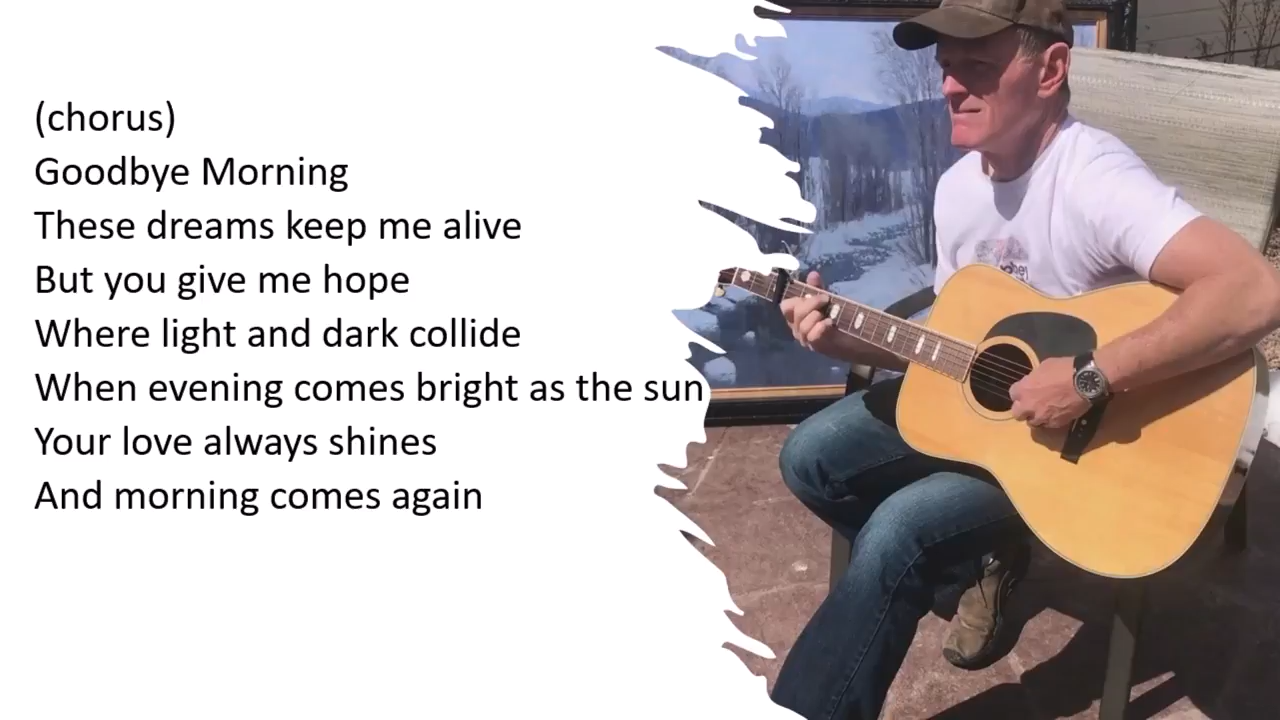 (chorus)
Goodbye Morning
These dreams keep me alive
But you give me hope
Where light and dark collide
When evening comes bright as the sun
Your love always shines
And morning comes again